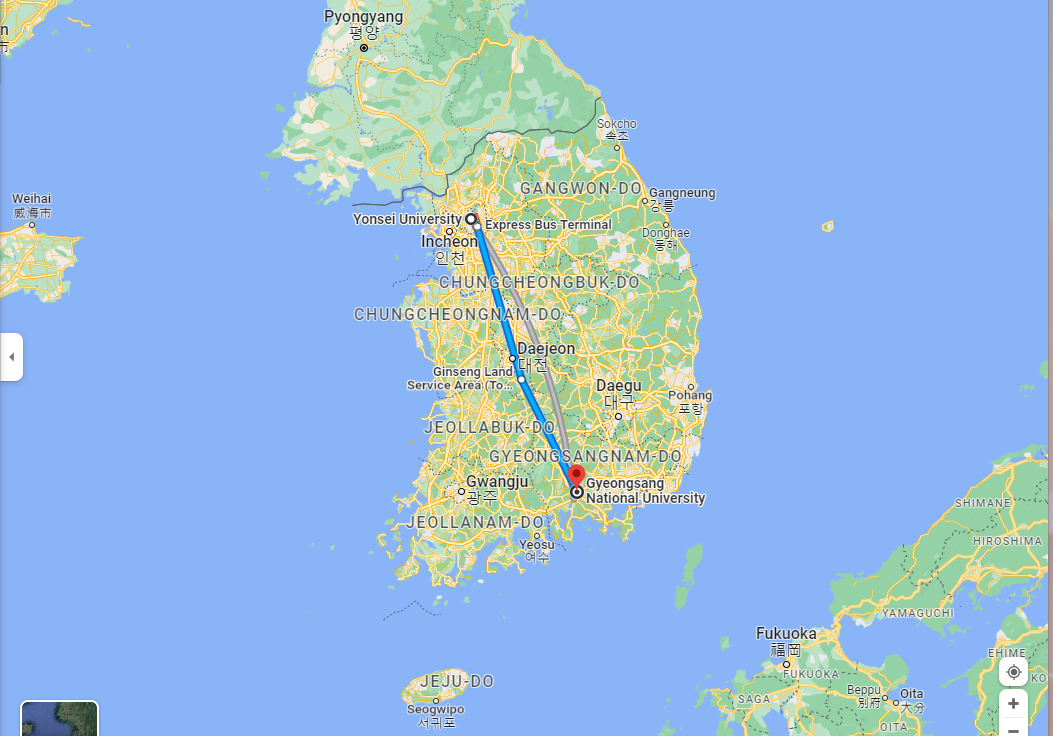 Pyongyang
평양
n
Sokcho
속초
Weihai
威海市
GANGWON-DO
Gangneung
강릉
Yonsei University
Express Bus Terminal
Donghae
동해
Incheon
인천
CHUNGCHEONGBUK-DO
CHUNGCHEONGNAM-DO
Daejeon
대전
Ginseng Land
Service Area (To...
Daegu
대구
Pohang
포항
JEOLLABUK-DO
GYEONGSANGNAM-DO
Gwangju
광주
Gyeongsang
National University
JEOLLANAM-DO
Yeosu
여수
SHIMANE
HIROSHIMA
YAMAGUCHI
Fukuoka
福岡
FUKUOKA
EHIME
KO
JEJU-DO
Seogwipo
서귀포
SAGA
Beppu
別府
Oita
大分
OITA